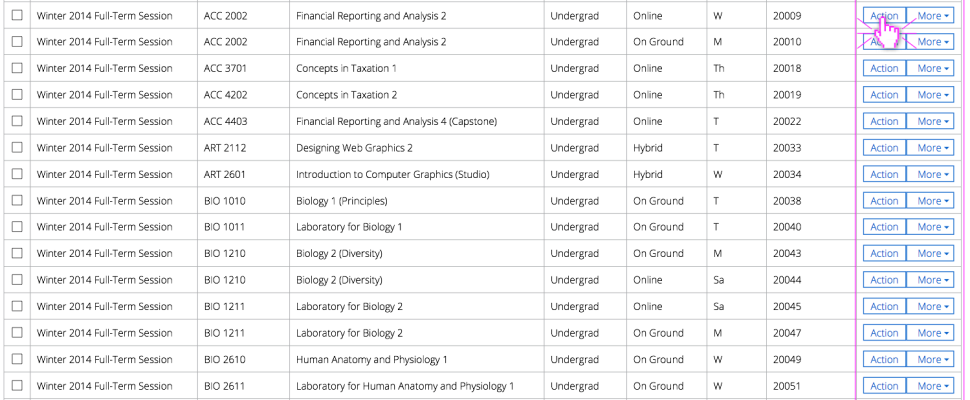 Winter 2014 Full-Term Session ACC 2002 Financial Reporting and Analysis 2 Undergrad Online W 20009 Action More
Winter 2014 Full-Term Session ACC 2002 Financial Reporting and Analysis 2 Undergrad On Ground M 20010 More
Winter 2014 Full-Term Session ACC 3701 Concepts in Taxation 1 Undergrad Online Th 20018 Action More
Winter 2014 Full-Term Session ACC 4202 Concepts in Taxation 2 Undergrad Online Th 20019 Action More
Winter 2014 Full-Term Session ACC 4403 Financial Reporting and Analysis 4 (Capstone) Undergrad Online T 20022 Action More
Winter 2014 Full-Term Session ART 2112 Designing Web Graphics 2 Undergrad Hybrid T 20033 Action More
Winter 2014 Full-Term Session ART 2601 Introduction to Computer Graphics (Studio) Undergrad Hybrid W 20034 Action More
Winter 2014 Full-Term Session BIO 1010 Biology 1 (Principles) Undergrad On Ground T 20038 Action More
Winter 2014 Full-Term Session BIO 1011 Laboratory for Biology 1 Undergrad On Ground T 20040 Action More
Winter 2014 Full-Term Session BIO 1210 Biology 2 (Diversity) Undergrad On Ground M 20043 Action More
Winter 2014 Full-Term Session BIO 1210 Biology 2 (Diversity) Undergrad Online Sa 20044 Action More
Winter 2014 Full-Term Session BIO 1211 Laboratory for Biology 2 Undergrad Online Sa 20045 Action More
Winter 2014 Full-Term Session BIO 1211 Laboratory for Biology 2 Undergrad On Ground M 20047 Action More
Winter 2014 Full-Term Session BIO 2610 Human Anatomy and Physiology 1 Undergrad On Ground W 20049 Action More
Winter 2014 Full-Term Session BIO 2611 Laboratory for Human Anatomy and Physiology 1 Undergrad On Ground W 20051 Action More